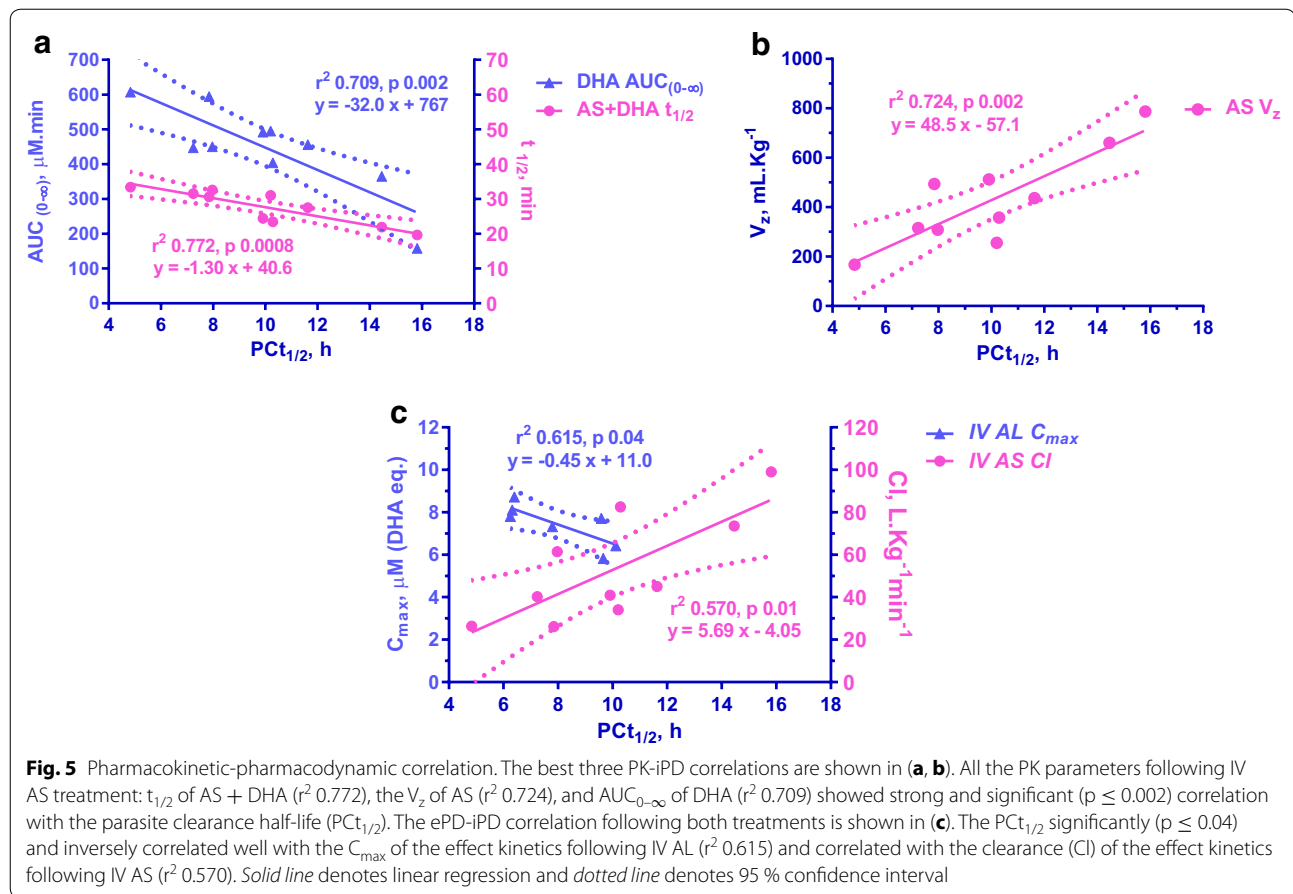 a
700
600
500
400
300
200
100
0
AUC (0-∞), μM.min
r² 0.709, p 0.002
y = -32.0 x + 767
r² 0.772, p 0.0008
y = -1.30 x + 40.6
70
60
50
40
30
20
10
0
t 1/2, min
4 6 8 10 12 14 16 18
PCt1/2, h
DHA AUC(0-∞)
AS+DHA t1/2
b
1000
800
600
400
200
0
Vz, mL.Kg-1
r² 0.724, p 0.002
y = 48.5 x - 57.1
4 6 8 10 12 14 16 18
PCt1/2, h
AS Vz
c
12
10
8
6
4
2
0
Cmax, μM (DHA eq.)
r² 0.615, p 0.04
y = -0.45 x + 11.0
r² 0.570, p 0.01
y = 5.69 x - 4.05
120
100
80
60
40
20
0
Cl, L.Kg-1min-1
4 6 8 10 12 14 16 18
PCt1/2, h
IV AL Cmax
IV AS Cl
Fig. 5 Pharmacokinetic-pharmacodynamic correlation. The best three PK-iPD correlations are shown in (a, b). All the PK parameters following IV
AS treatment: t1/2 of AS + DHA (r² 0.772), the Vz of AS (r² 0.724), and AUC0–∞ of DHA (r² 0.709) showed strong and significant (p ≤ 0.002) correlation
with the parasite clearance half-life (PCt1/2). The ePD-iPD correlation following both treatments is shown in (c). The PCt1/2 significantly (p ≤ 0.04)
and inversely correlated well with the Cmax of the effect kinetics following IV AL (r² 0.615) and correlated with the clearance (Cl) of the effect kinetics
following IV AS (r² 0.570). Solid line denotes linear regression and dotted line denotes 95 % confidence interval